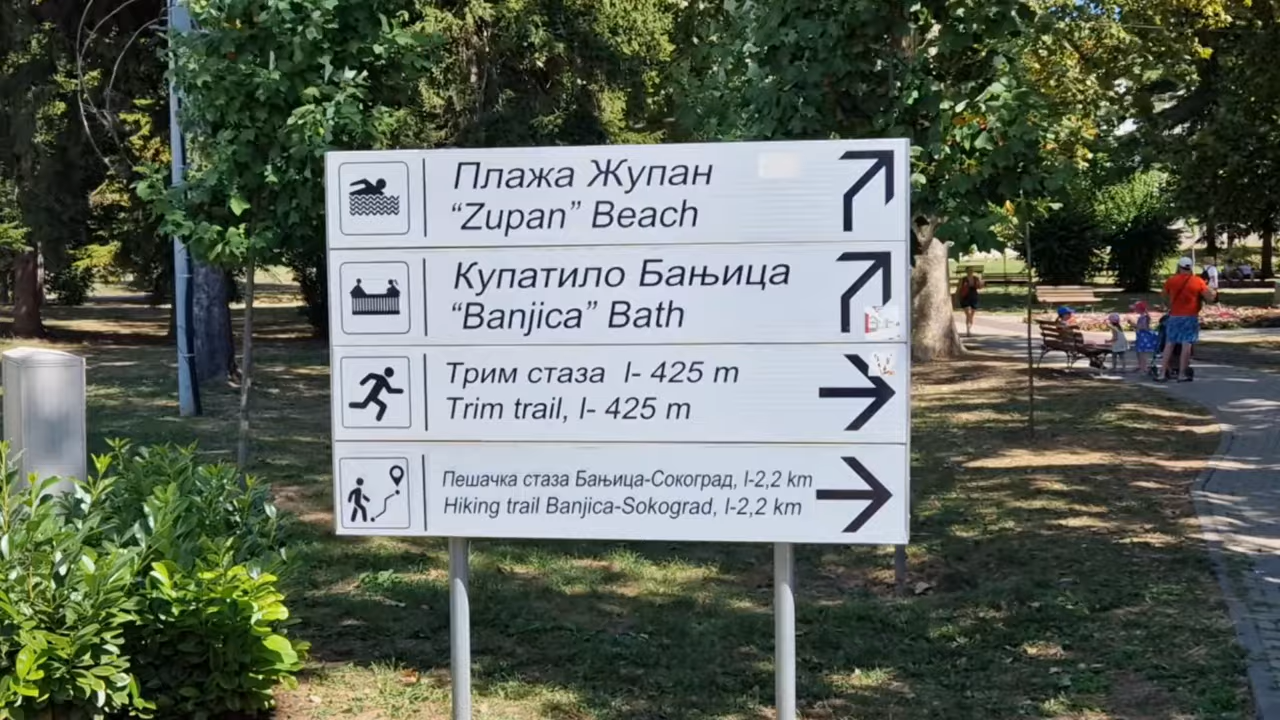 Плажа Жупан
“Zupan” Beach
Купатило Бањица
“Banjica” Bath
Трим стаза l- 425 m
Trim trail, l- 425 m
Пешачка стаза Бањица-Сокоград, l-2,2 km
Hiking trail Banjica-Sokograd, l-2,2 km